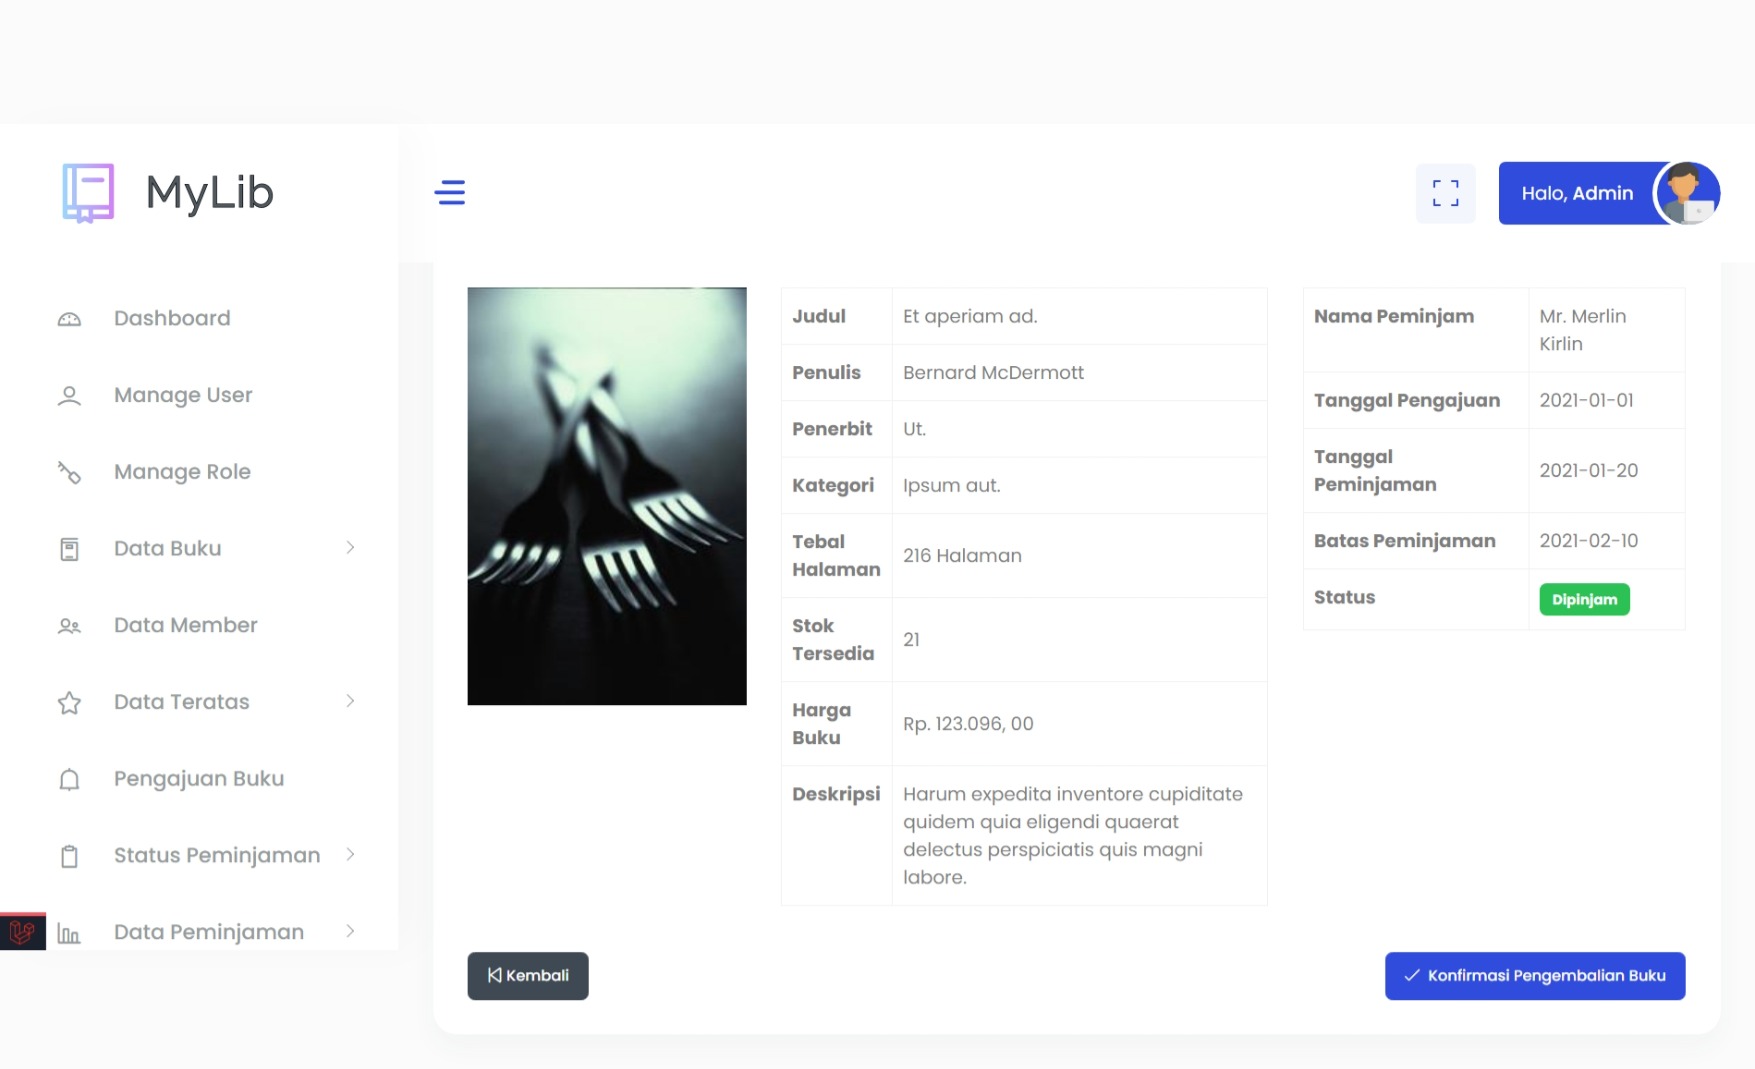 MyLib
Halo, Admin
Dashboard
Manage User
Manage Role
Data Buku
Data Member
Data Teratas
Pengajuan Buku
Status Peminjaman
Data Peminjaman
Judul
Et aperiam ad.
Penulis
Bernard McDermott
Penerbit
Ut.
Kategori
Ipsum aut.
Tebal
Halaman
216 Halaman
Stok
Tersedia
21
Harga
Buku
Rp. 123.096, 00
Deskripsi
Harum expedita inventore cupiditate
quidem quia eligendi quaerat
delectus perspiciatis quis magni
labore.
Nama Peminjam
Mr. Merlin
Kirlin
Tanggal Pengajuan
2021-01-01
Tanggal
Peminjaman
2021-01-20
Batas Peminjaman
2021-02-10
Status
Dipinjam
Kembali
Konfirmasi Pengembalian Buku